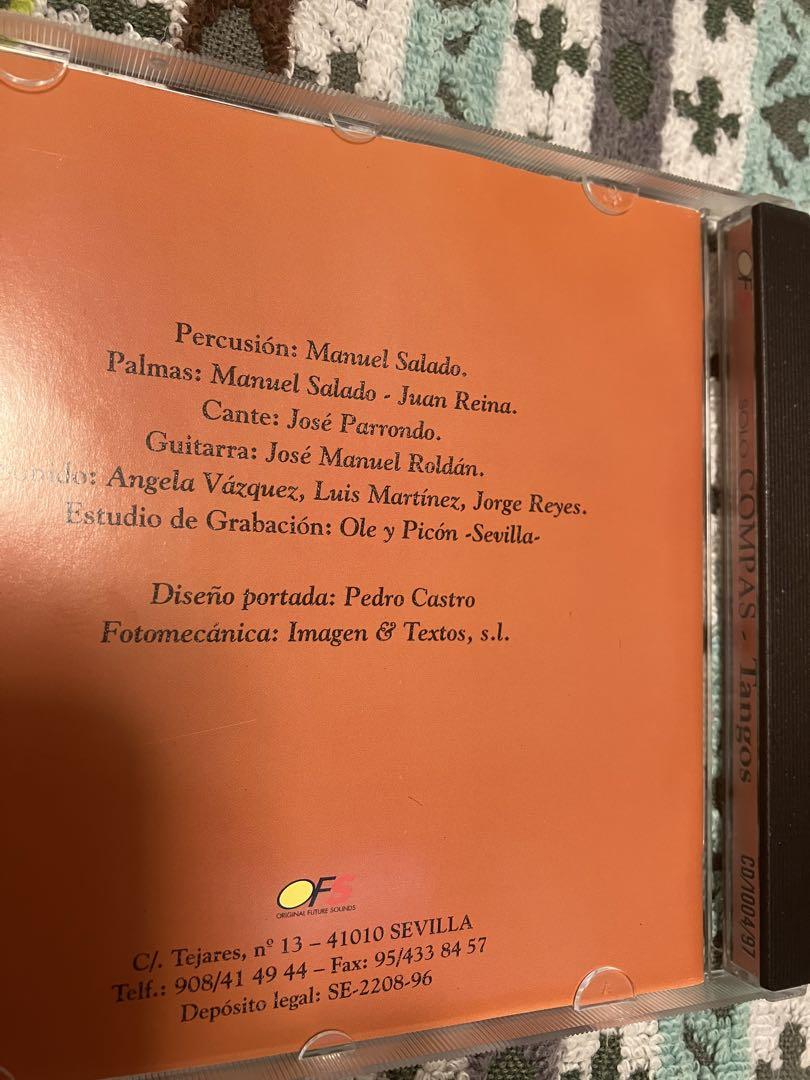 Percusión: Manuel Salado.
Palmas: Manuel Salado - Juan Reina.
Cante: José Parrondo.
Guitarra: José Manuel Roldán.
Sonido: Angela Vázquez, Luis Martínez, Jorge Reyes.
Estudio de Grabación: Ole y Picón -Sevilla-
Diseño portada: Pedro Castro
Fotomecánica: Imagen & Textos, s.l.
OFS
ORIGINAL FUTURE SOUNDS
C/. Tejares, nº 13 – 41010 SEVILLA
Telf.: 908/41 49 44 – Fax: 95/433 84 57
Depósito legal: SE-2208-96
OFS SOLO COMPAS - Tangos CD/1004/97